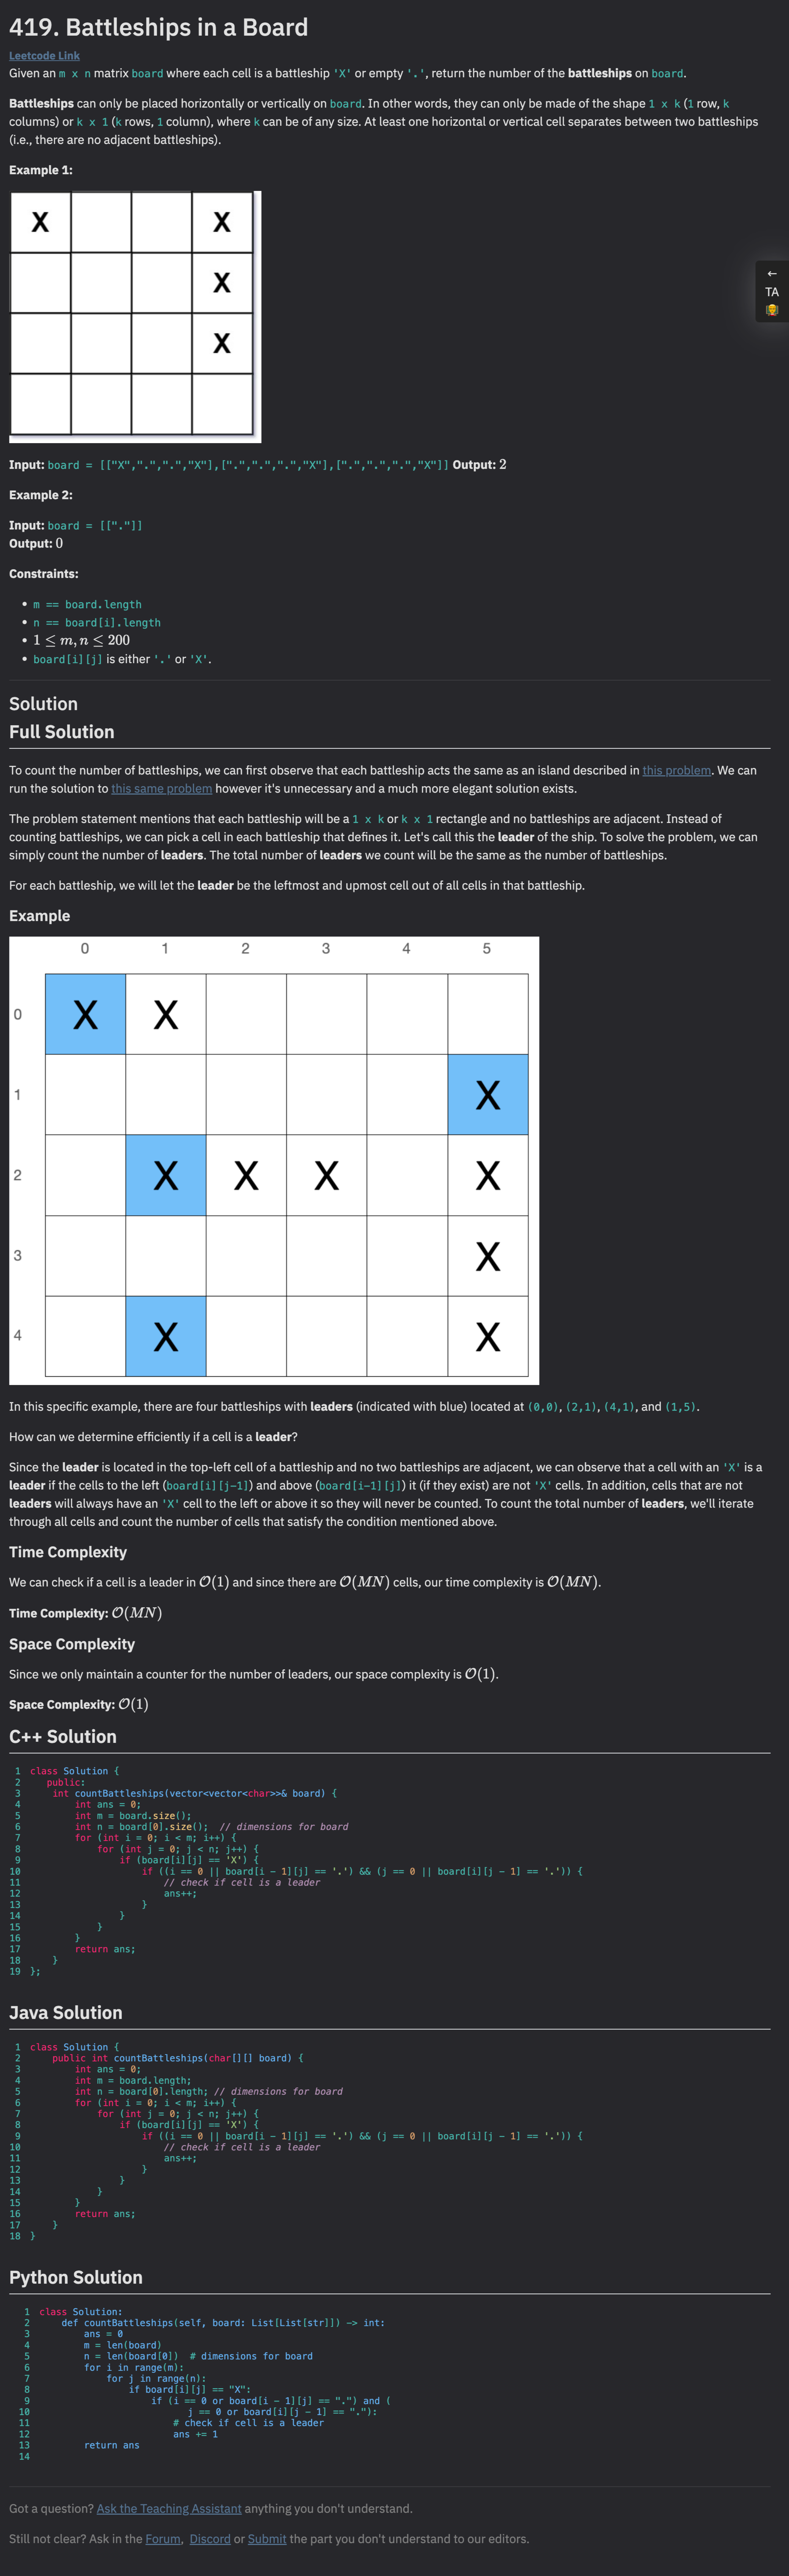 419. Battleships in a Board
Leetcode Link
Given an m x n matrix board where each cell is a battleship 'X' or empty '.', return the number of the battleships on board.
Battleships can only be placed horizontally or vertically on board. In other words, they can only be made of the shape 1 x k (1 row, k
columns) or k x 1 (k rows, 1 column), where k can be of any size. At least one horizontal or vertical cell separates between two battleships
(i.e., there are no adjacent battleships).
Example 1:
X X
X
X
←
TA
Input: board = [["X",".",".","X"],[".",".",".","X"],[".",".",".","X"]] Output: 2
Example 2:
Input: board = [["."]]
Output: 0
Constraints:
• m == board.length
• n == board[i].length
• 1 ≤ m, n ≤ 200
• board[i][j] is either '.' or 'X'.
Solution
Full Solution
To count the number of battleships, we can first observe that each battleship acts the same as an island described in this problem. We can
run the solution to this same problem however it's unnecessary and a much more elegant solution exists.
The problem statement mentions that each battleship will be a 1 x k or k x 1 rectangle and no battleships are adjacent. Instead of
counting battleships, we can pick a cell in each battleship that defines it. Let's call this the leader of the ship. To solve the problem, we can
simply count the number of leaders. The total number of leaders we count will be the same as the number of battleships.
For each battleship, we will let the leader be the leftmost and upmost cell out of all cells in that battleship.
Example
0 1 2 3 4 5
0 X X
1 X
2 X X X X
3 X
4 X X
In this specific example, there are four battleships with leaders (indicated with blue) located at (0,0), (2,1), (4,1), and (1,5).
How can we determine efficiently if a cell is a leader?
Since the leader is located in the top-left cell of a battleship and no two battleships are adjacent, we can observe that a cell with an 'X' is a
leader if the cells to the left (board[i][j-1]) and above (board[i-1][j]) it (if they exist) are not 'X' cells. In addition, cells that are not
leaders will always have an 'X' cell to the left or above it so they will never be counted. To count the total number of leaders, we'll iterate
through all cells and count the number of cells that satisfy the condition mentioned above.
Time Complexity
We can check if a cell is a leader in O(1) and since there are O(MN) cells, our time complexity is O(MN).
Time Complexity: O(MN)
Space Complexity
Since we only maintain a counter for the number of leaders, our space complexity is O(1).
Space Complexity: O(1)
C++ Solution
1 class Solution {
2    public:
3     int countBattleships(vector<vector<char>>& board) {
4         int ans = 0;
5         int m = board.size();
6         int n = board[0].size();  // dimensions for board
7         for (int i = 0; i < m; i++) {
8             for (int j = 0; j < n; j++) {
9                 if (board[i][j] == 'X') {
10                     if ((i == 0 || board[i - 1][j] == '.') && (j == 0 || board[i][j - 1] == '.')) {
11                         // check if cell is a leader
12                         ans++;
13                     }
14                 }
15             }
16         }
17         return ans;
18     }
19 };
Java Solution
1 class Solution {
2     public int countBattleships(char[][] board) {
3         int ans = 0;
4         int m = board.length;
5         int n = board[0].length; // dimensions for board
6         for (int i = 0; i < m; i++) {
7             for (int j = 0; j < n; j++) {
8                 if (board[i][j] == 'X') {
9                     if ((i == 0 || board[i - 1][j] == '.') && (j == 0 || board[i][j - 1] == '.')) {
10                         // check if cell is a leader
11                         ans++;
12                     }
13                 }
14             }
15         }
16         return ans;
17     }
18 }
Python Solution
1 class Solution:
2     def countBattleships(self, board: List[List[str]]) -> int:
3         ans = 0
4         m = len(board)
5         n = len(board[0])  # dimensions for board
6         for i in range(m):
7             for j in range(n):
8                 if board[i][j] == "X":
9                     if (i == 0 or board[i - 1][j] == ".") and (
10                            j == 0 or board[i][j - 1] == "."):
11                         # check if cell is a leader
12                         ans += 1
13         return ans
14
Got a question? Ask the Teaching Assistant anything you don't understand.
Still not clear? Ask in the Forum, Discord or Submit the part you don't understand to our editors.